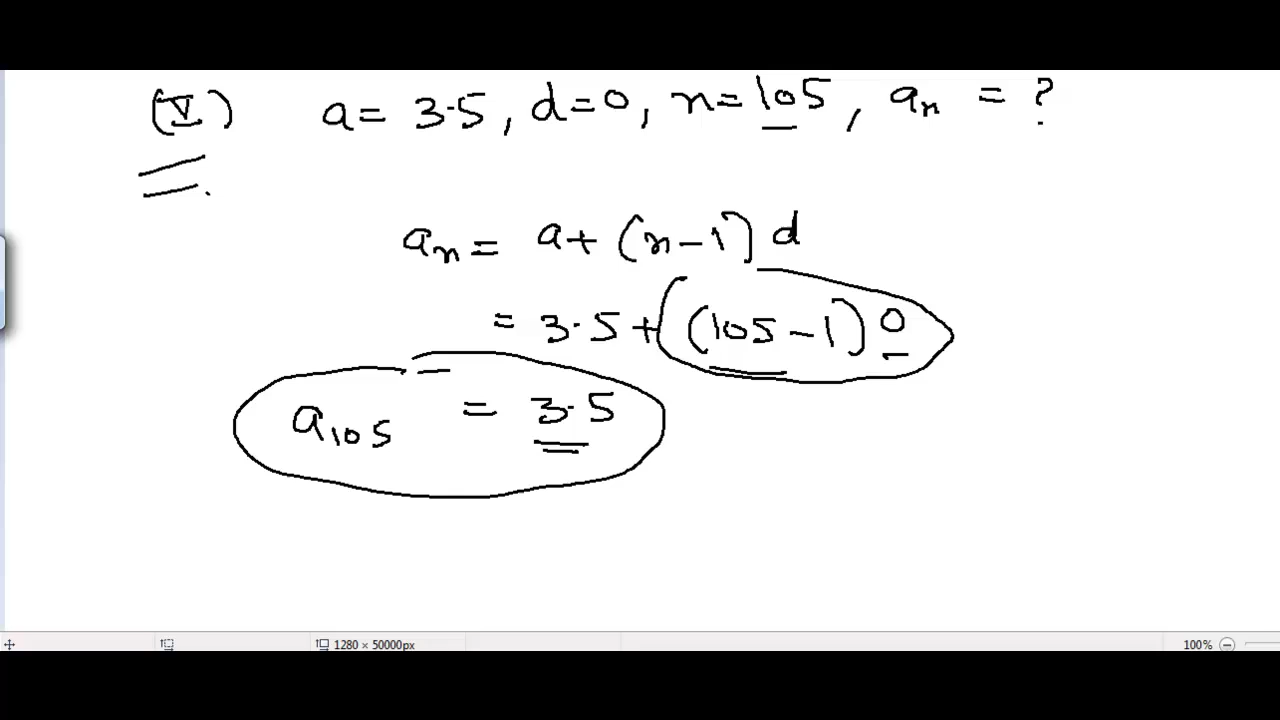 (V) a = 3.5, d = 0, n = 105, an = ?
an = a + (n-1) d
= 3.5 + (105-1) 0
a105 = 3.5
1280 × 50000px
100%